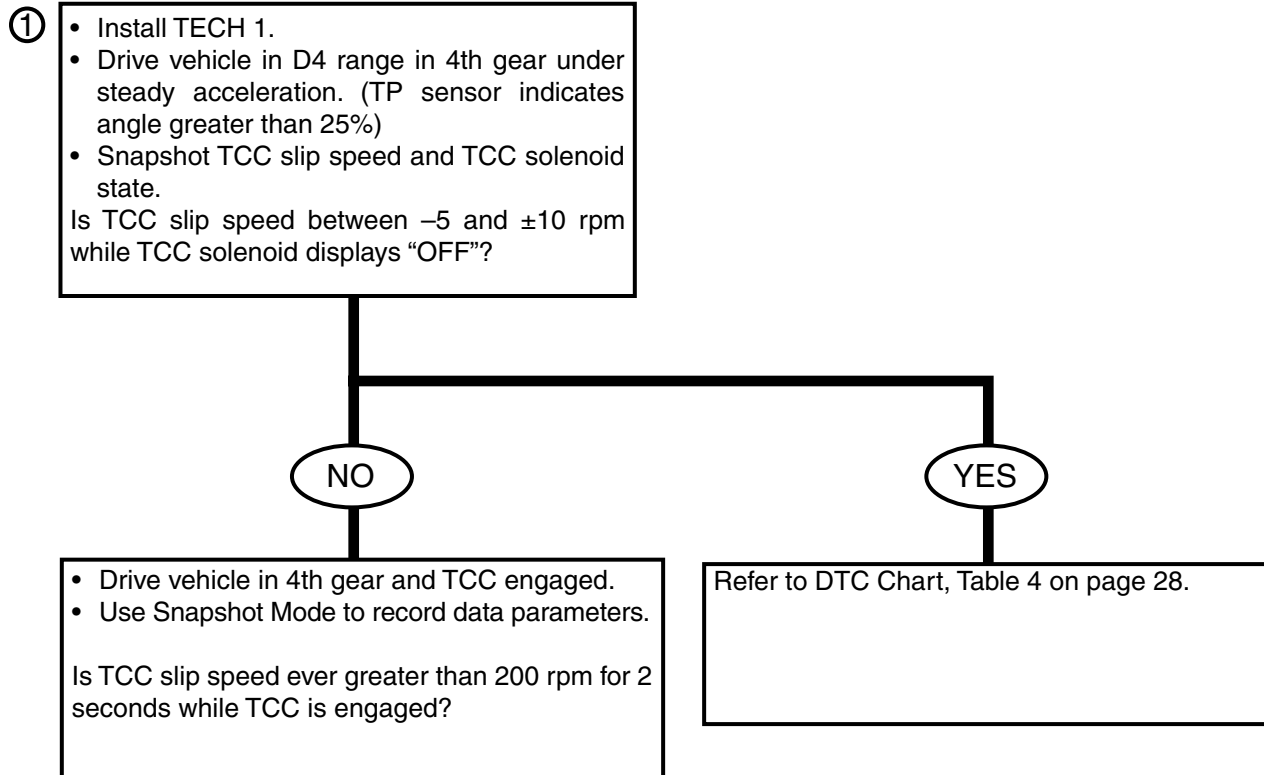 ①
• Install TECH 1.
• Drive vehicle in D4 range in 4th gear under
steady acceleration. (TP sensor indicates
angle greater than 25%)
• Snapshot TCC slip speed and TCC solenoid
state.
Is TCC slip speed between –5 and ±10 rpm
while TCC solenoid displays “OFF”?
NO
YES
• Drive vehicle in 4th gear and TCC engaged.
• Use Snapshot Mode to record data parameters.
Is TCC slip speed ever greater than 200 rpm for 2
seconds while TCC is engaged?
Refer to DTC Chart, Table 4 on page 28.